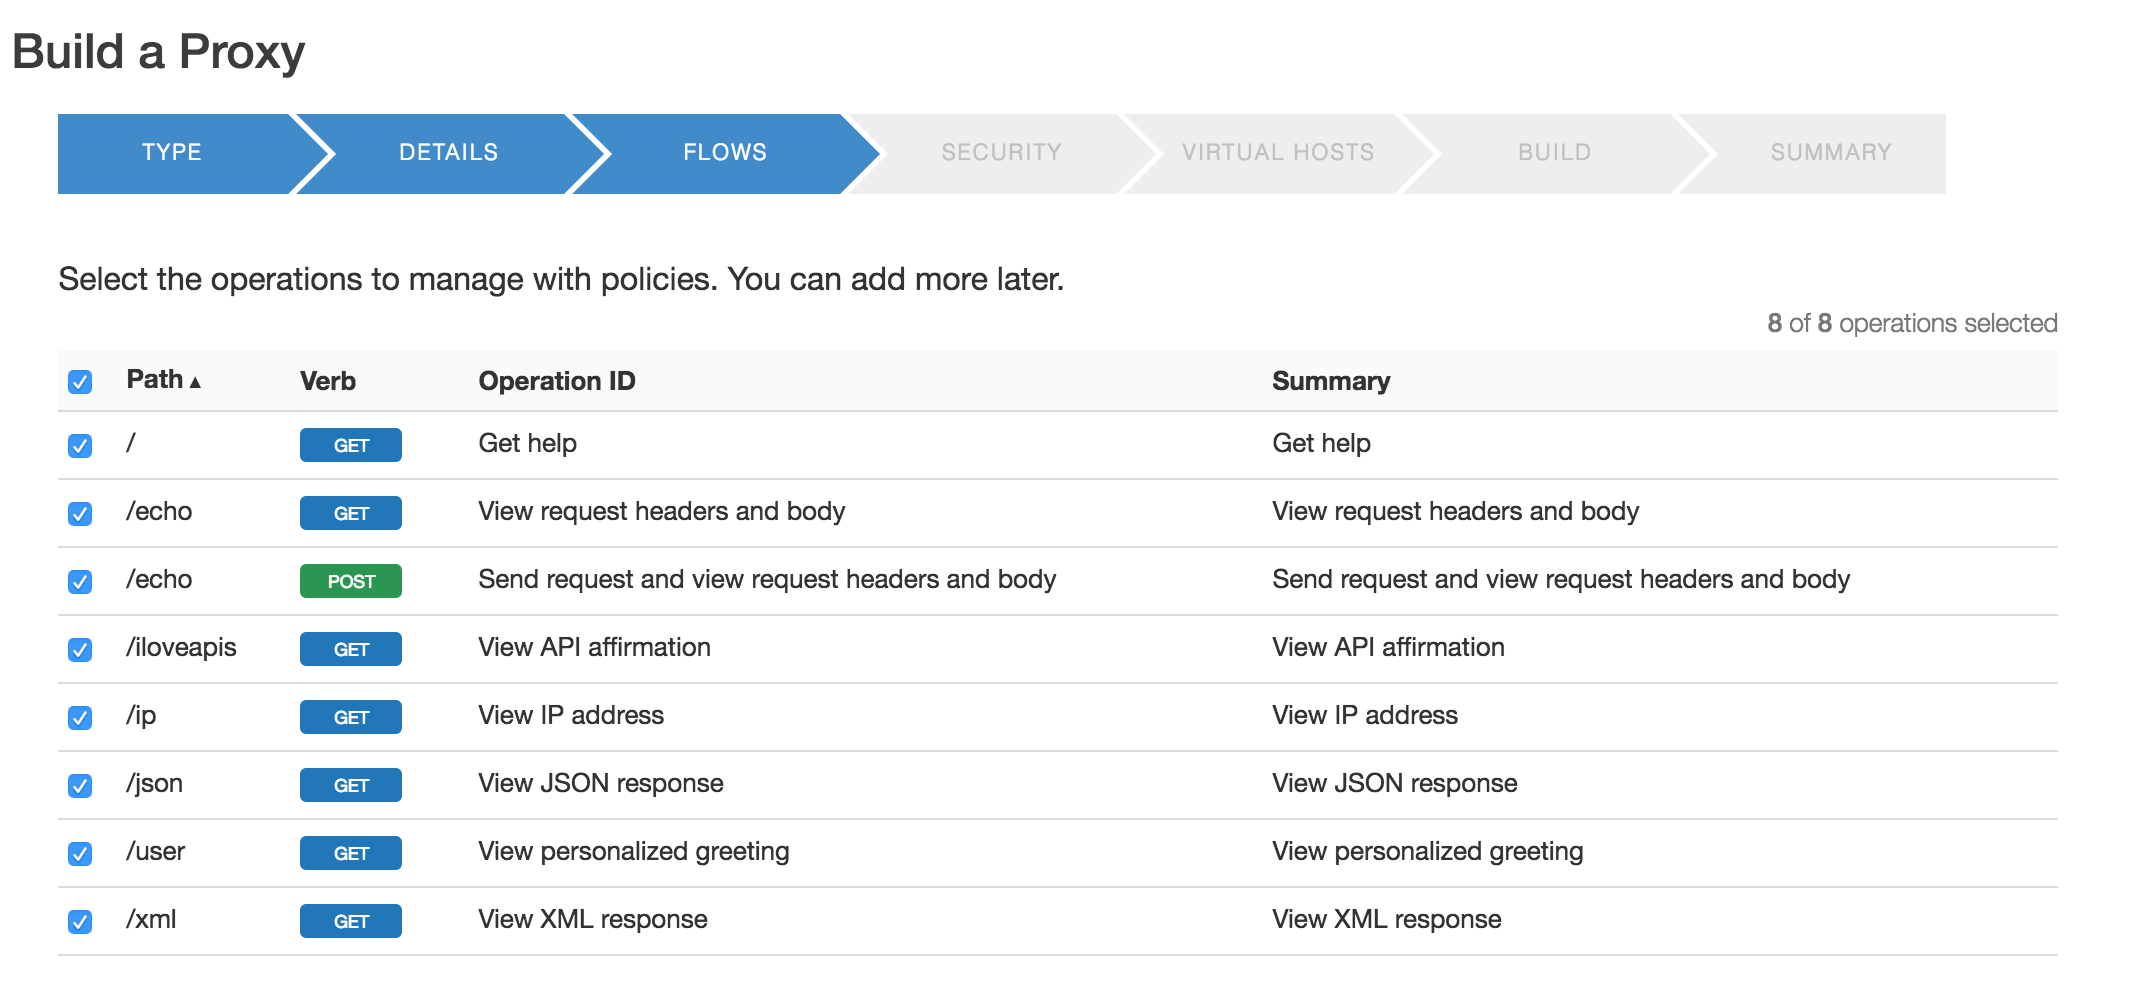 Build a Proxy
TYPE DETAILS FLOWS SECURITY VIRTUAL HOSTS BUILD SUMMARY
Select the operations to manage with policies. You can add more later.
8 of 8 operations selected
Path ▲ Verb Operation ID Summary
/ GET Get help Get help
/echo GET View request headers and body View request headers and body
/echo POST Send request and view request headers and body Send request and view request headers and body
/iloveapis GET View API affirmation View API affirmation
/ip GET View IP address View IP address
/json GET View JSON response View JSON response
/user GET View personalized greeting View personalized greeting
/xml GET View XML response View XML response